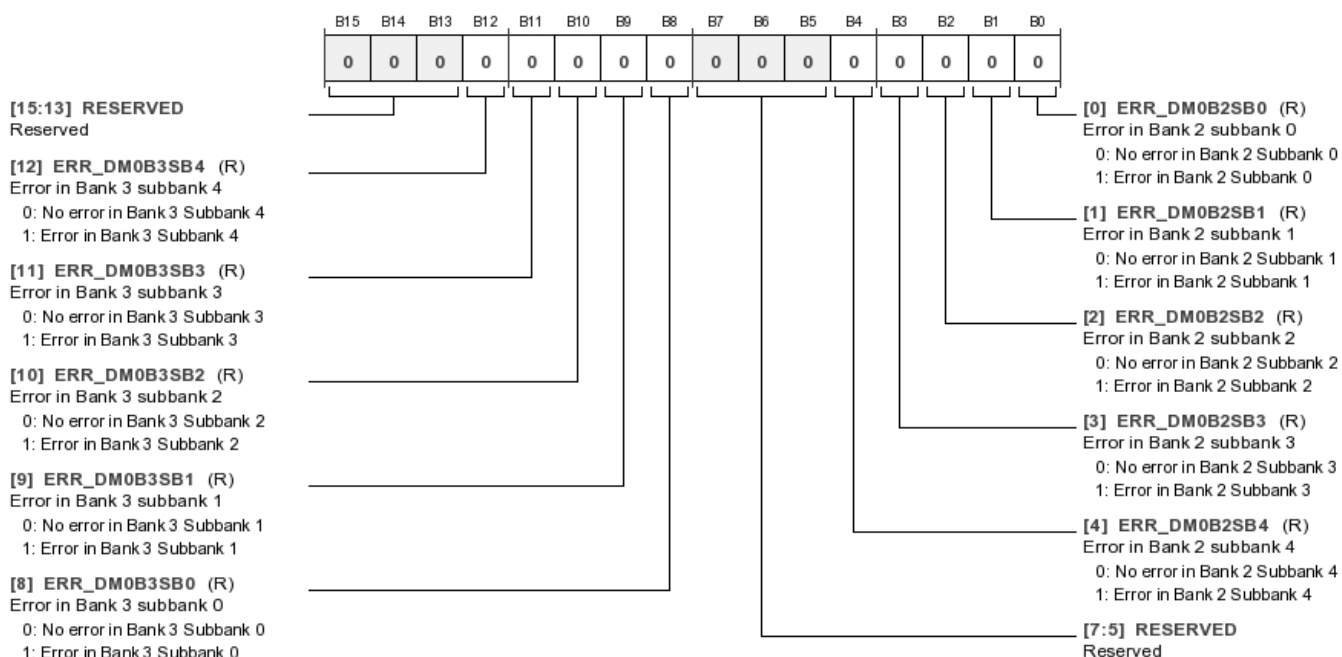 B15 B14 B13 B12 B11 B10 B9 B8 B7 B6 B5 B4 B3 B2 B1 B0
0 0 0 0 0 0 0 0 0 0 0 0 0 0 0 0
[15:13] RESERVED
Reserved
[12] ERR_DM0B3SB4 (R)
Error in Bank 3 subbank 4
0: No error in Bank 3 Subbank 4
1: Error in Bank 3 Subbank 4
[11] ERR_DM0B3SB3 (R)
Error in Bank 3 subbank 3
0: No error in Bank 3 Subbank 3
1: Error in Bank 3 Subbank 3
[10] ERR_DM0B3SB2 (R)
Error in Bank 3 subbank 2
0: No error in Bank 3 Subbank 2
1: Error in Bank 3 Subbank 2
[9] ERR_DM0B3SB1 (R)
Error in Bank 3 subbank 1
0: No error in Bank 3 Subbank 1
1: Error in Bank 3 Subbank 1
[8] ERR_DM0B3SB0 (R)
Error in Bank 3 subbank 0
0: No error in Bank 3 Subbank 0
1: Error in Bank 3 Subbank 0
[0] ERR_DM0B2SB0 (R)
Error in Bank 2 subbank 0
0: No error in Bank 2 Subbank 0
1: Error in Bank 2 Subbank 0
[1] ERR_DM0B2SB1 (R)
Error in Bank 2 subbank 1
0: No error in Bank 2 Subbank 1
1: Error in Bank 2 Subbank 1
[2] ERR_DM0B2SB2 (R)
Error in Bank 2 subbank 2
0: No error in Bank 2 Subbank 2
1: Error in Bank 2 Subbank 2
[3] ERR_DM0B2SB3 (R)
Error in Bank 2 subbank 3
0: No error in Bank 2 Subbank 3
1: Error in Bank 2 Subbank 3
[4] ERR_DM0B2SB4 (R)
Error in Bank 2 subbank 4
0: No error in Bank 2 Subbank 4
1: Error in Bank 2 Subbank 4
[7:5] RESERVED
Reserved